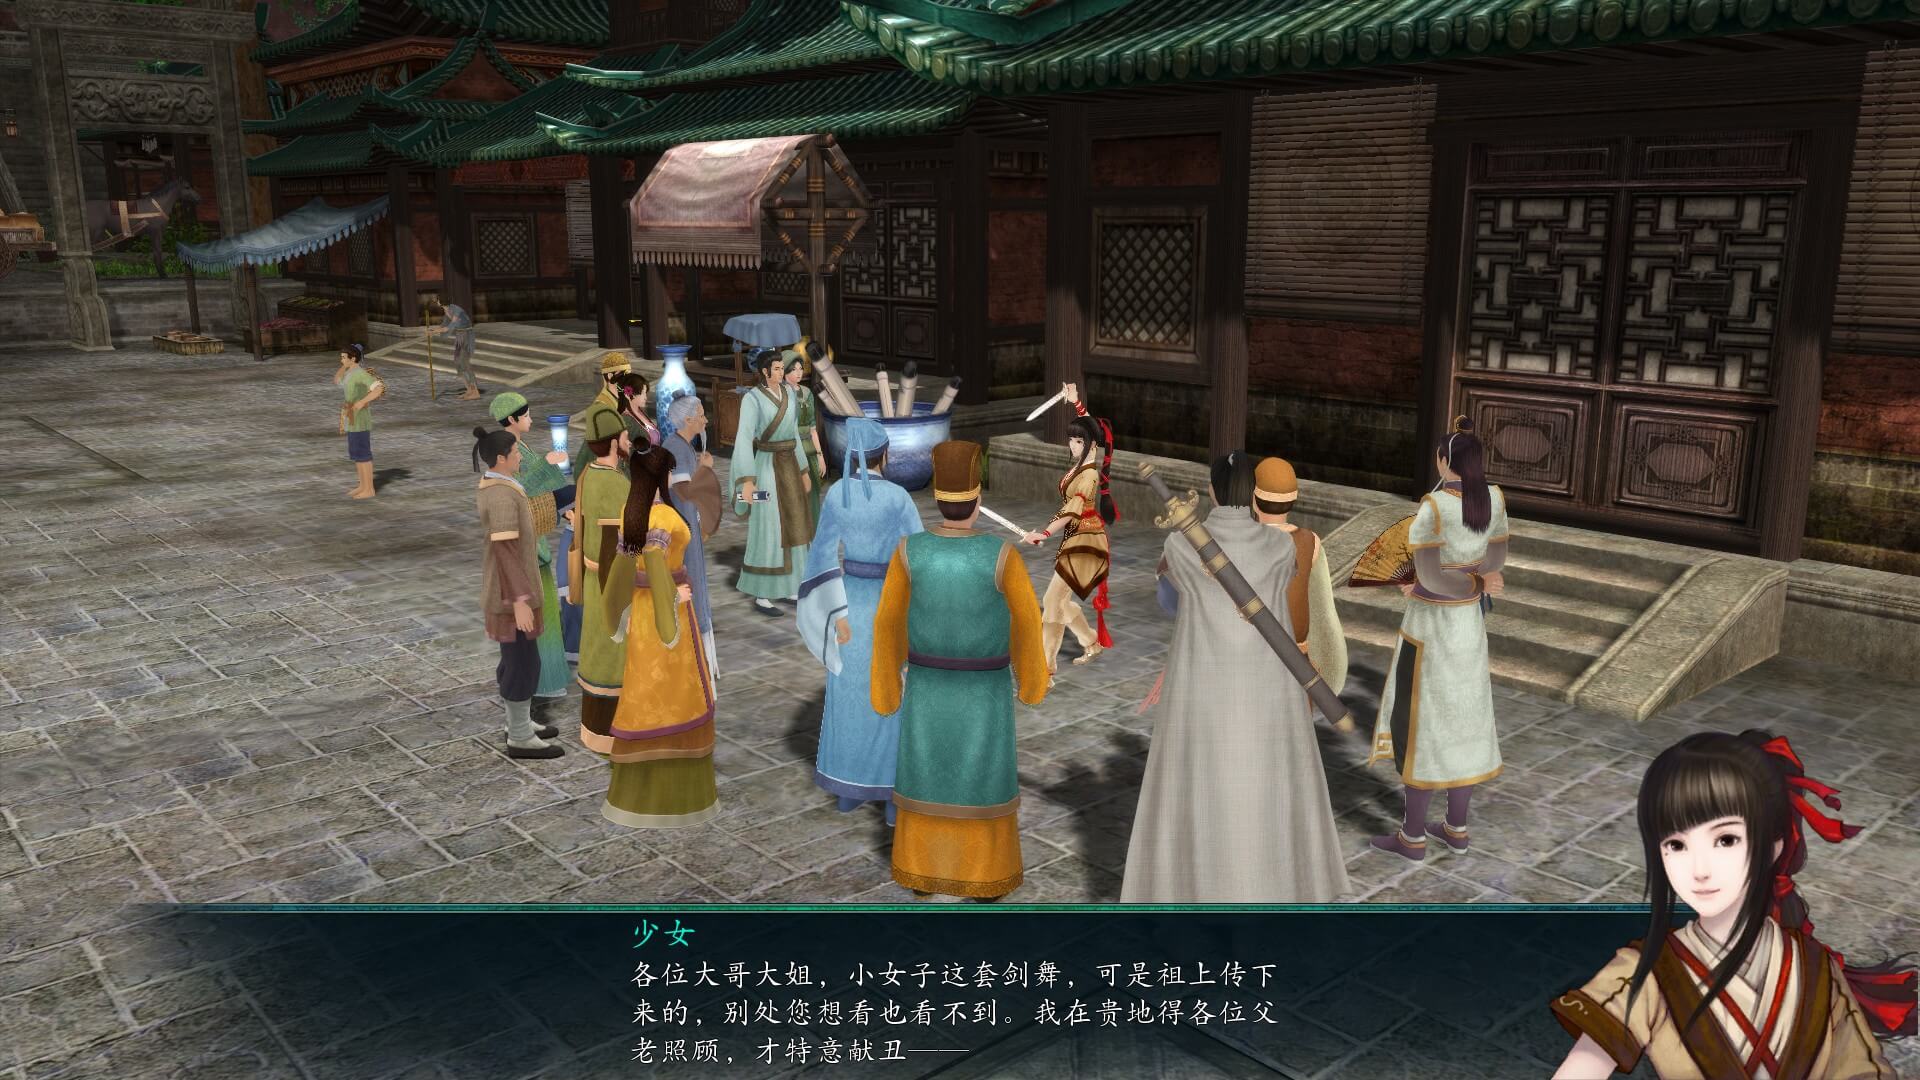 少女
各位大哥大姐，小女子这套剑舞，可是祖上传下
来的，别处您想看也看不到。我在贵地得各位父
老照顾，才特意献丑——